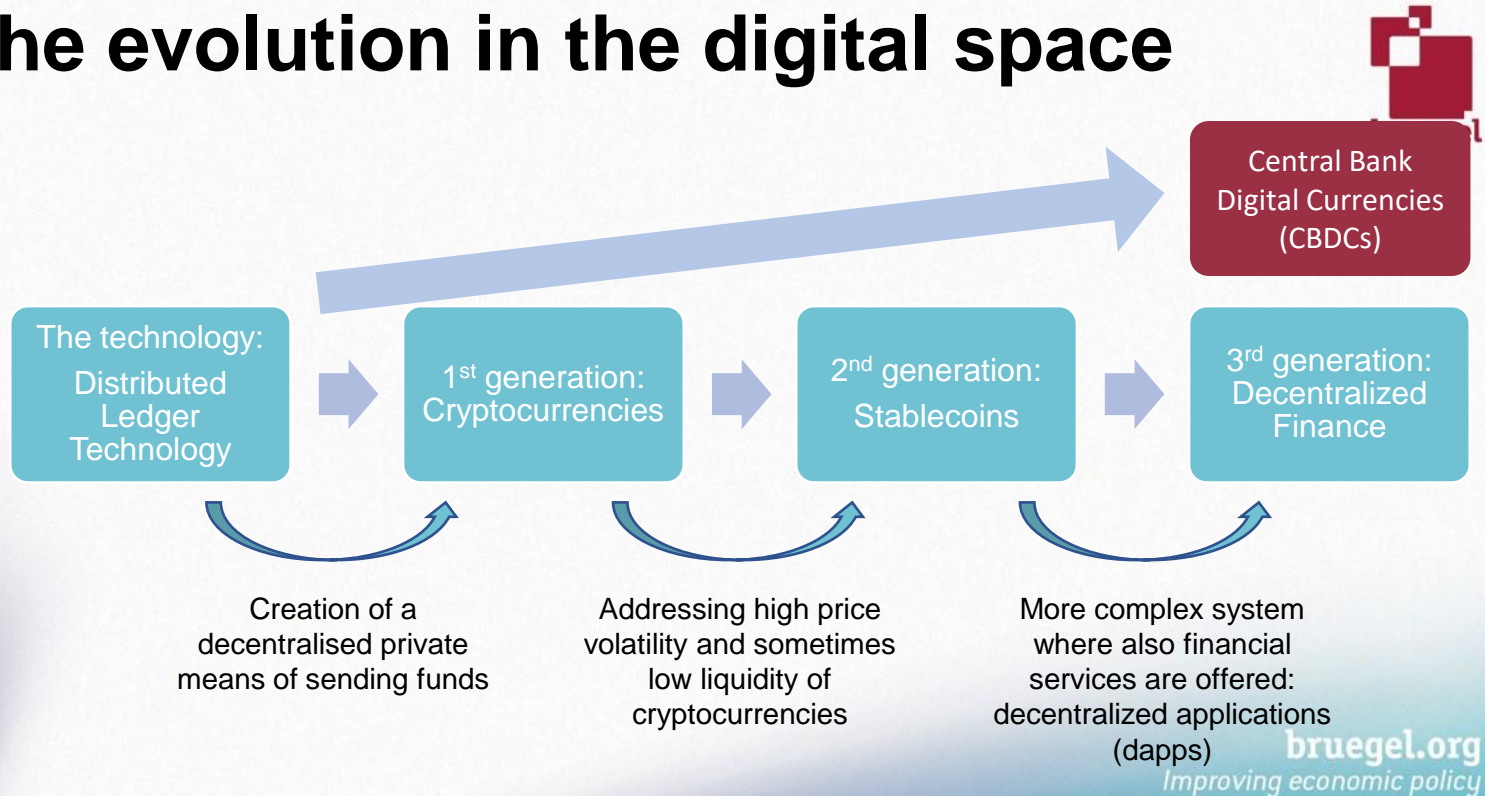 he evolution in the digital space
Central Bank
Digital Currencies
(CBDCs)
The technology:
Distributed
Ledger
Technology
1st generation:
Cryptocurrencies
2nd generation:
Stablecoins
3rd generation:
Decentralized
Finance
Creation of a
decentralised private
means of sending funds
Addressing high price
volatility and sometimes
low liquidity of
cryptocurrencies
More complex system
where also financial
services are offered:
decentralized applications
(dapps)
bruegel.org
Improving economic policy